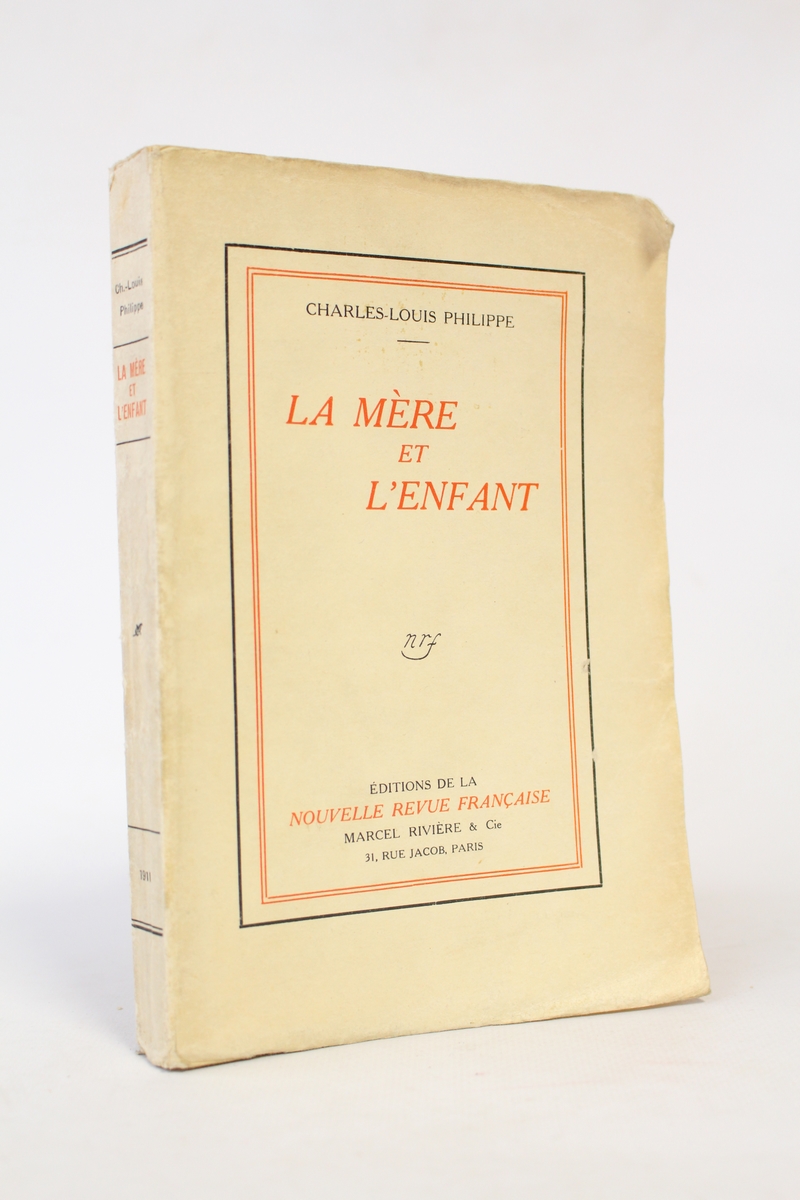 Ch.-Louis
Philippe
LA MÈRE
ET
L'ENFANT
nrf
1911
CHARLES-LOUIS PHILIPPE
LA MÈRE
ET
L'ENFANT
nrf
ÉDITIONS DE LA
NOUVELLE REVUE FRANÇAISE
MARCEL RIVIÈRE & Cie
31, RUE JACOB, PARIS